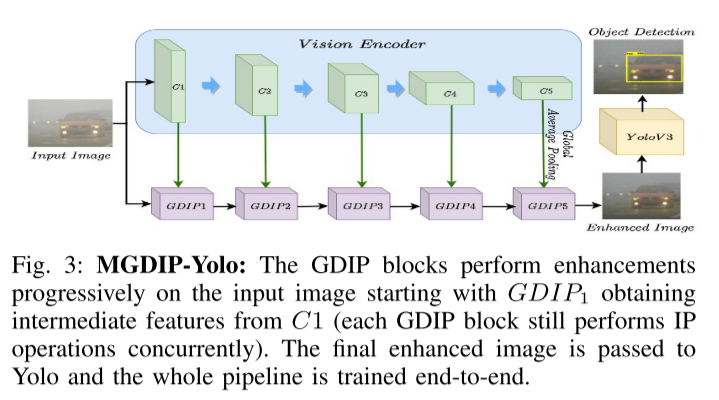 Object Detection
Vision Encoder
C1
C2
C3
C4
C5
Global
Average Pooling
YoloV3
Input Image
GDIP1
GDIP2
GDIP3
GDIP4
GDIP5
Enhanced Image
Fig. 3: MGDIP-Yolo: The GDIP blocks perform enhancements
progressively on the input image starting with GDIP₁ obtaining
intermediate features from C1 (each GDIP block still performs IP
operations concurrently). The final enhanced image is passed to
Yolo and the whole pipeline is trained end-to-end.